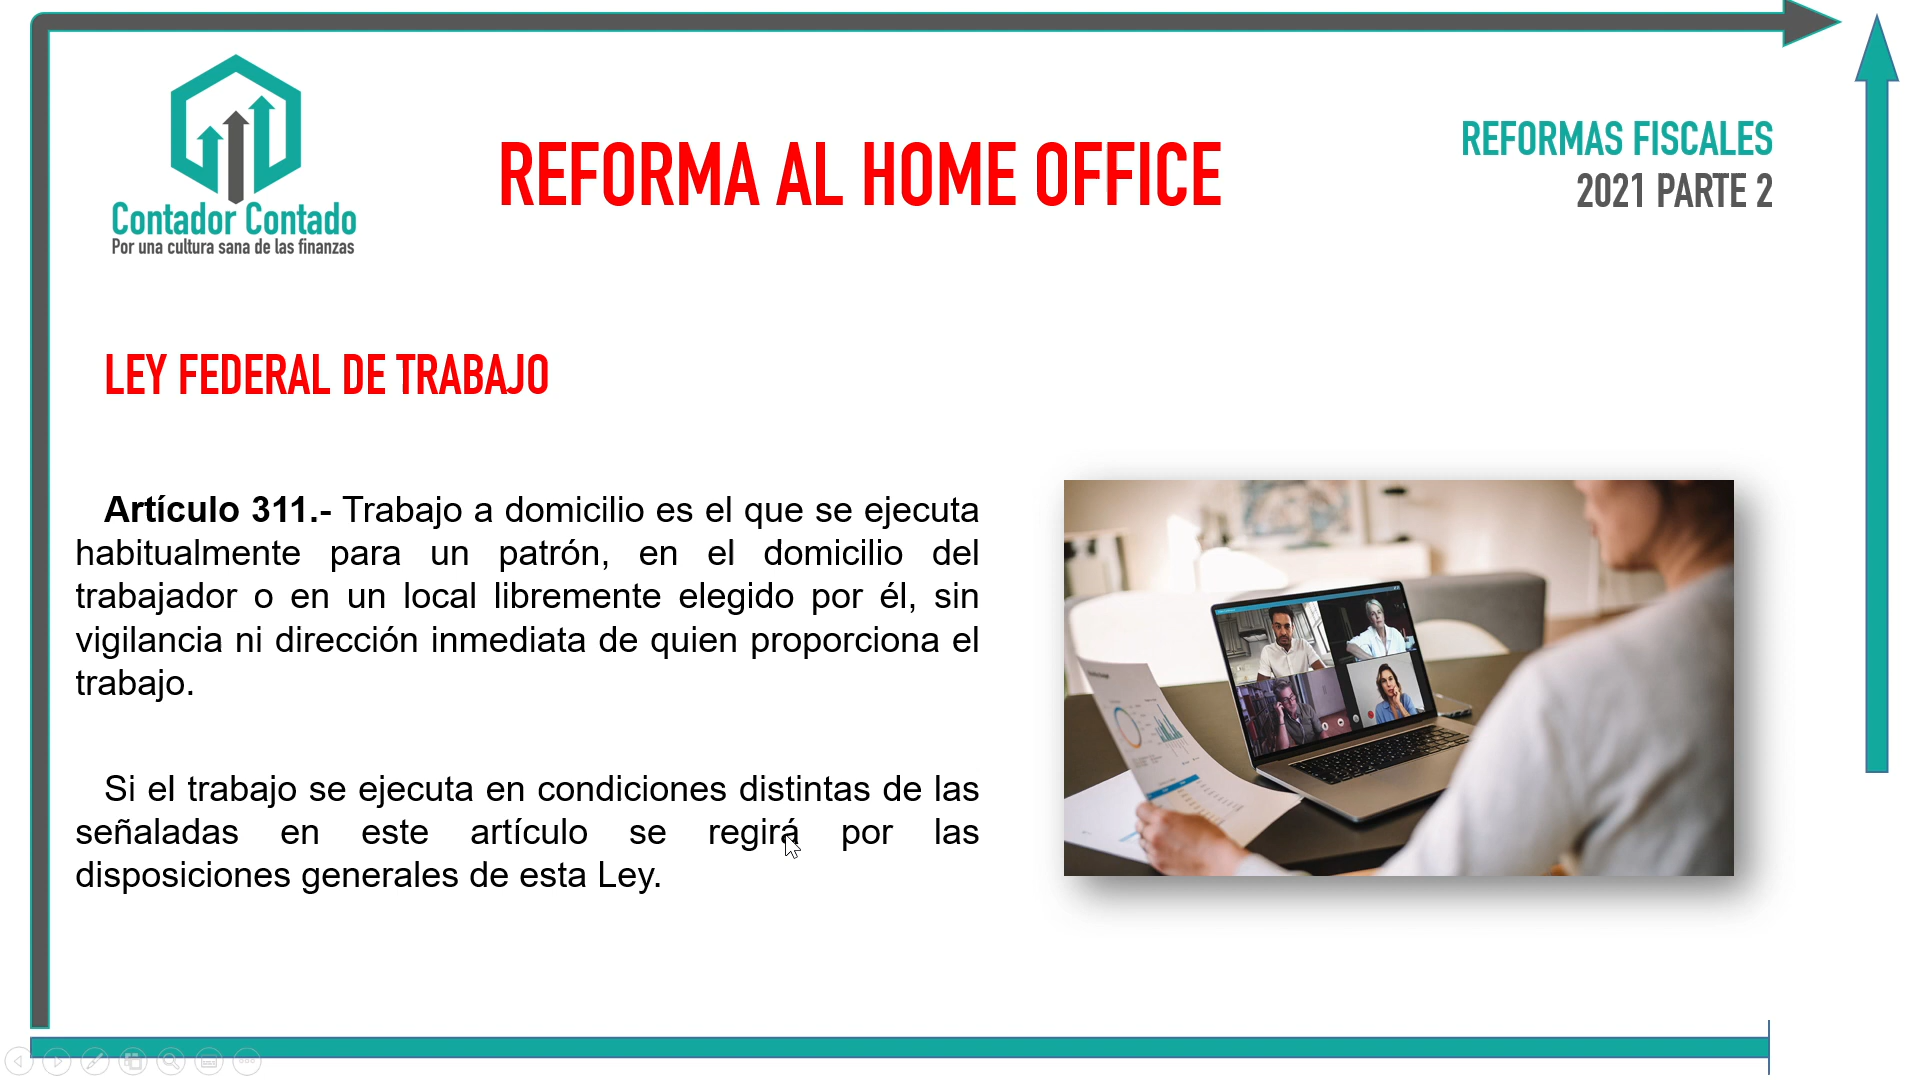 Contador Contado
Por una cultura sana de las finanzas
REFORMA AL HOME OFFICE
REFORMAS FISCALES
2021 PARTE 2
LEY FEDERAL DE TRABAJO
Artículo 311.- Trabajo a domicilio es el que se ejecuta
habitualmente para un patrón, en el domicilio del
trabajador o en un local libremente elegido por él, sin
vigilancia ni dirección inmediata de quien proporciona el
trabajo.
Si el trabajo se ejecuta en condiciones distintas de las
señaladas en este artículo se regirá por las
disposiciones generales de esta Ley.